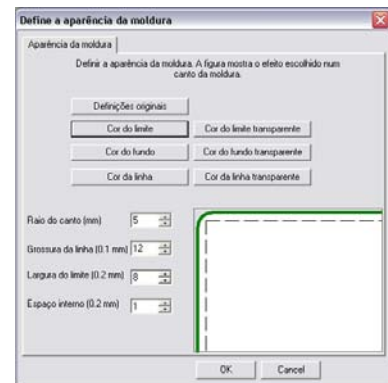 Define a aparência da moldura
Aparência da moldura
Definir a aparência da moldura. A figura mostra o efeito escolhido num
canto da moldura.
Definições originais
Cor do limite
Cor do limite transparente
Cor do fundo
Cor do fundo transparente
Cor da linha
Cor da linha transparente
Raio do canto (mm) 5
Grossura da linha (0.1 mm) 12
Largura do limite (0.2 mm) 8
Espaço interno (0.2 mm) 1
OK
Cancel